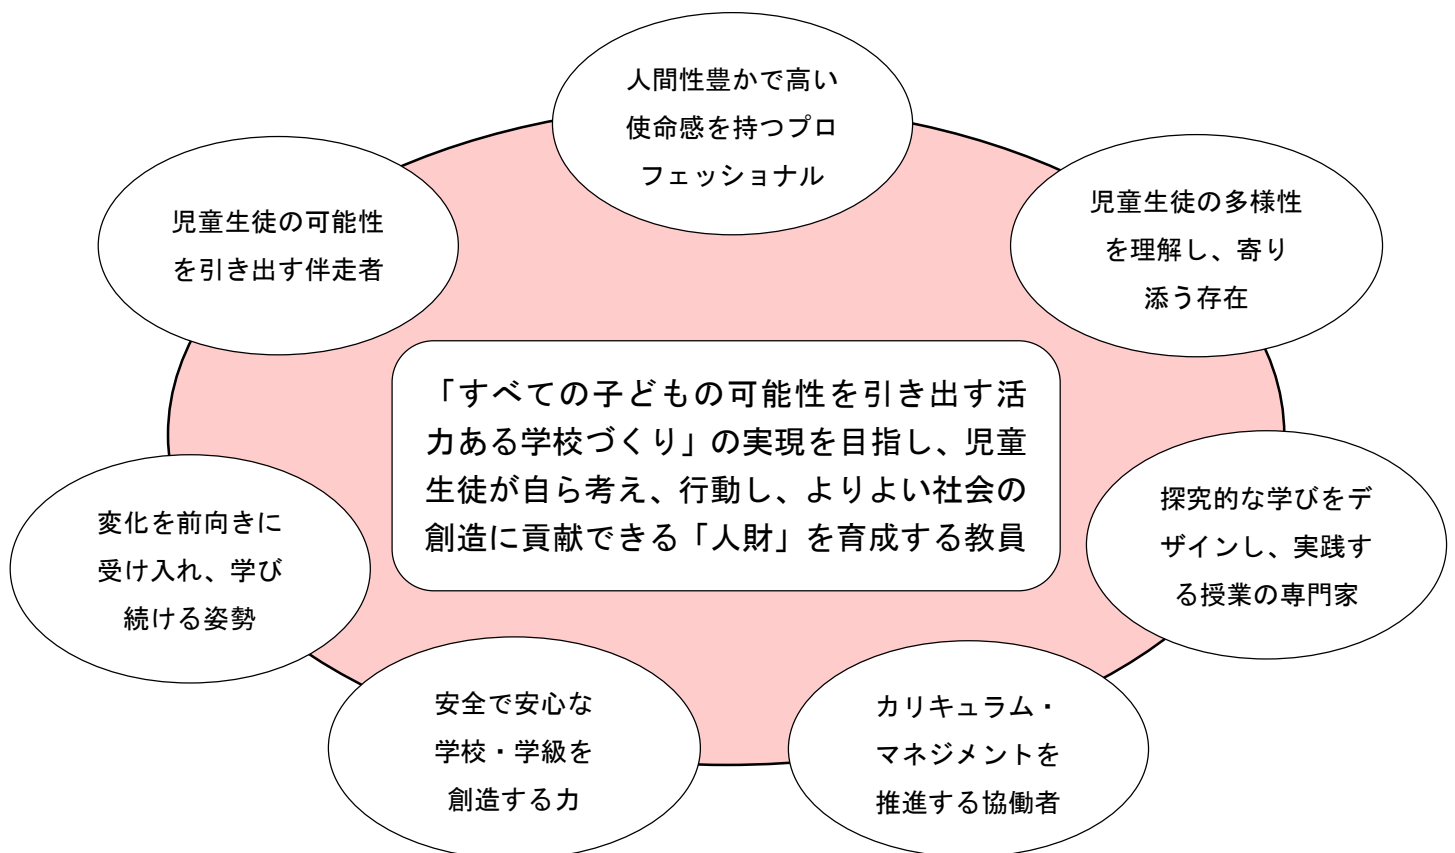 人間性豊かで高い
使命感を持つプロ
フェッショナル
児童生徒の可能性
を引き出す伴走者
児童生徒の多様性
を理解し、寄り
添う存在
「すべての子どもの可能性を引き出す活
力ある学校づくり」の実現を目指し、児童
生徒が自ら考え、行動し、よりよい社会の
創造に貢献できる「人財」を育成する教員
変化を前向きに
受け入れ、学び
続ける姿勢
探究的な学びをデ
ザインし、実践す
る授業の専門家
安全で安心な
学校・学級を
創造する力
カリキュラム・
マネジメントを
推進する協働者